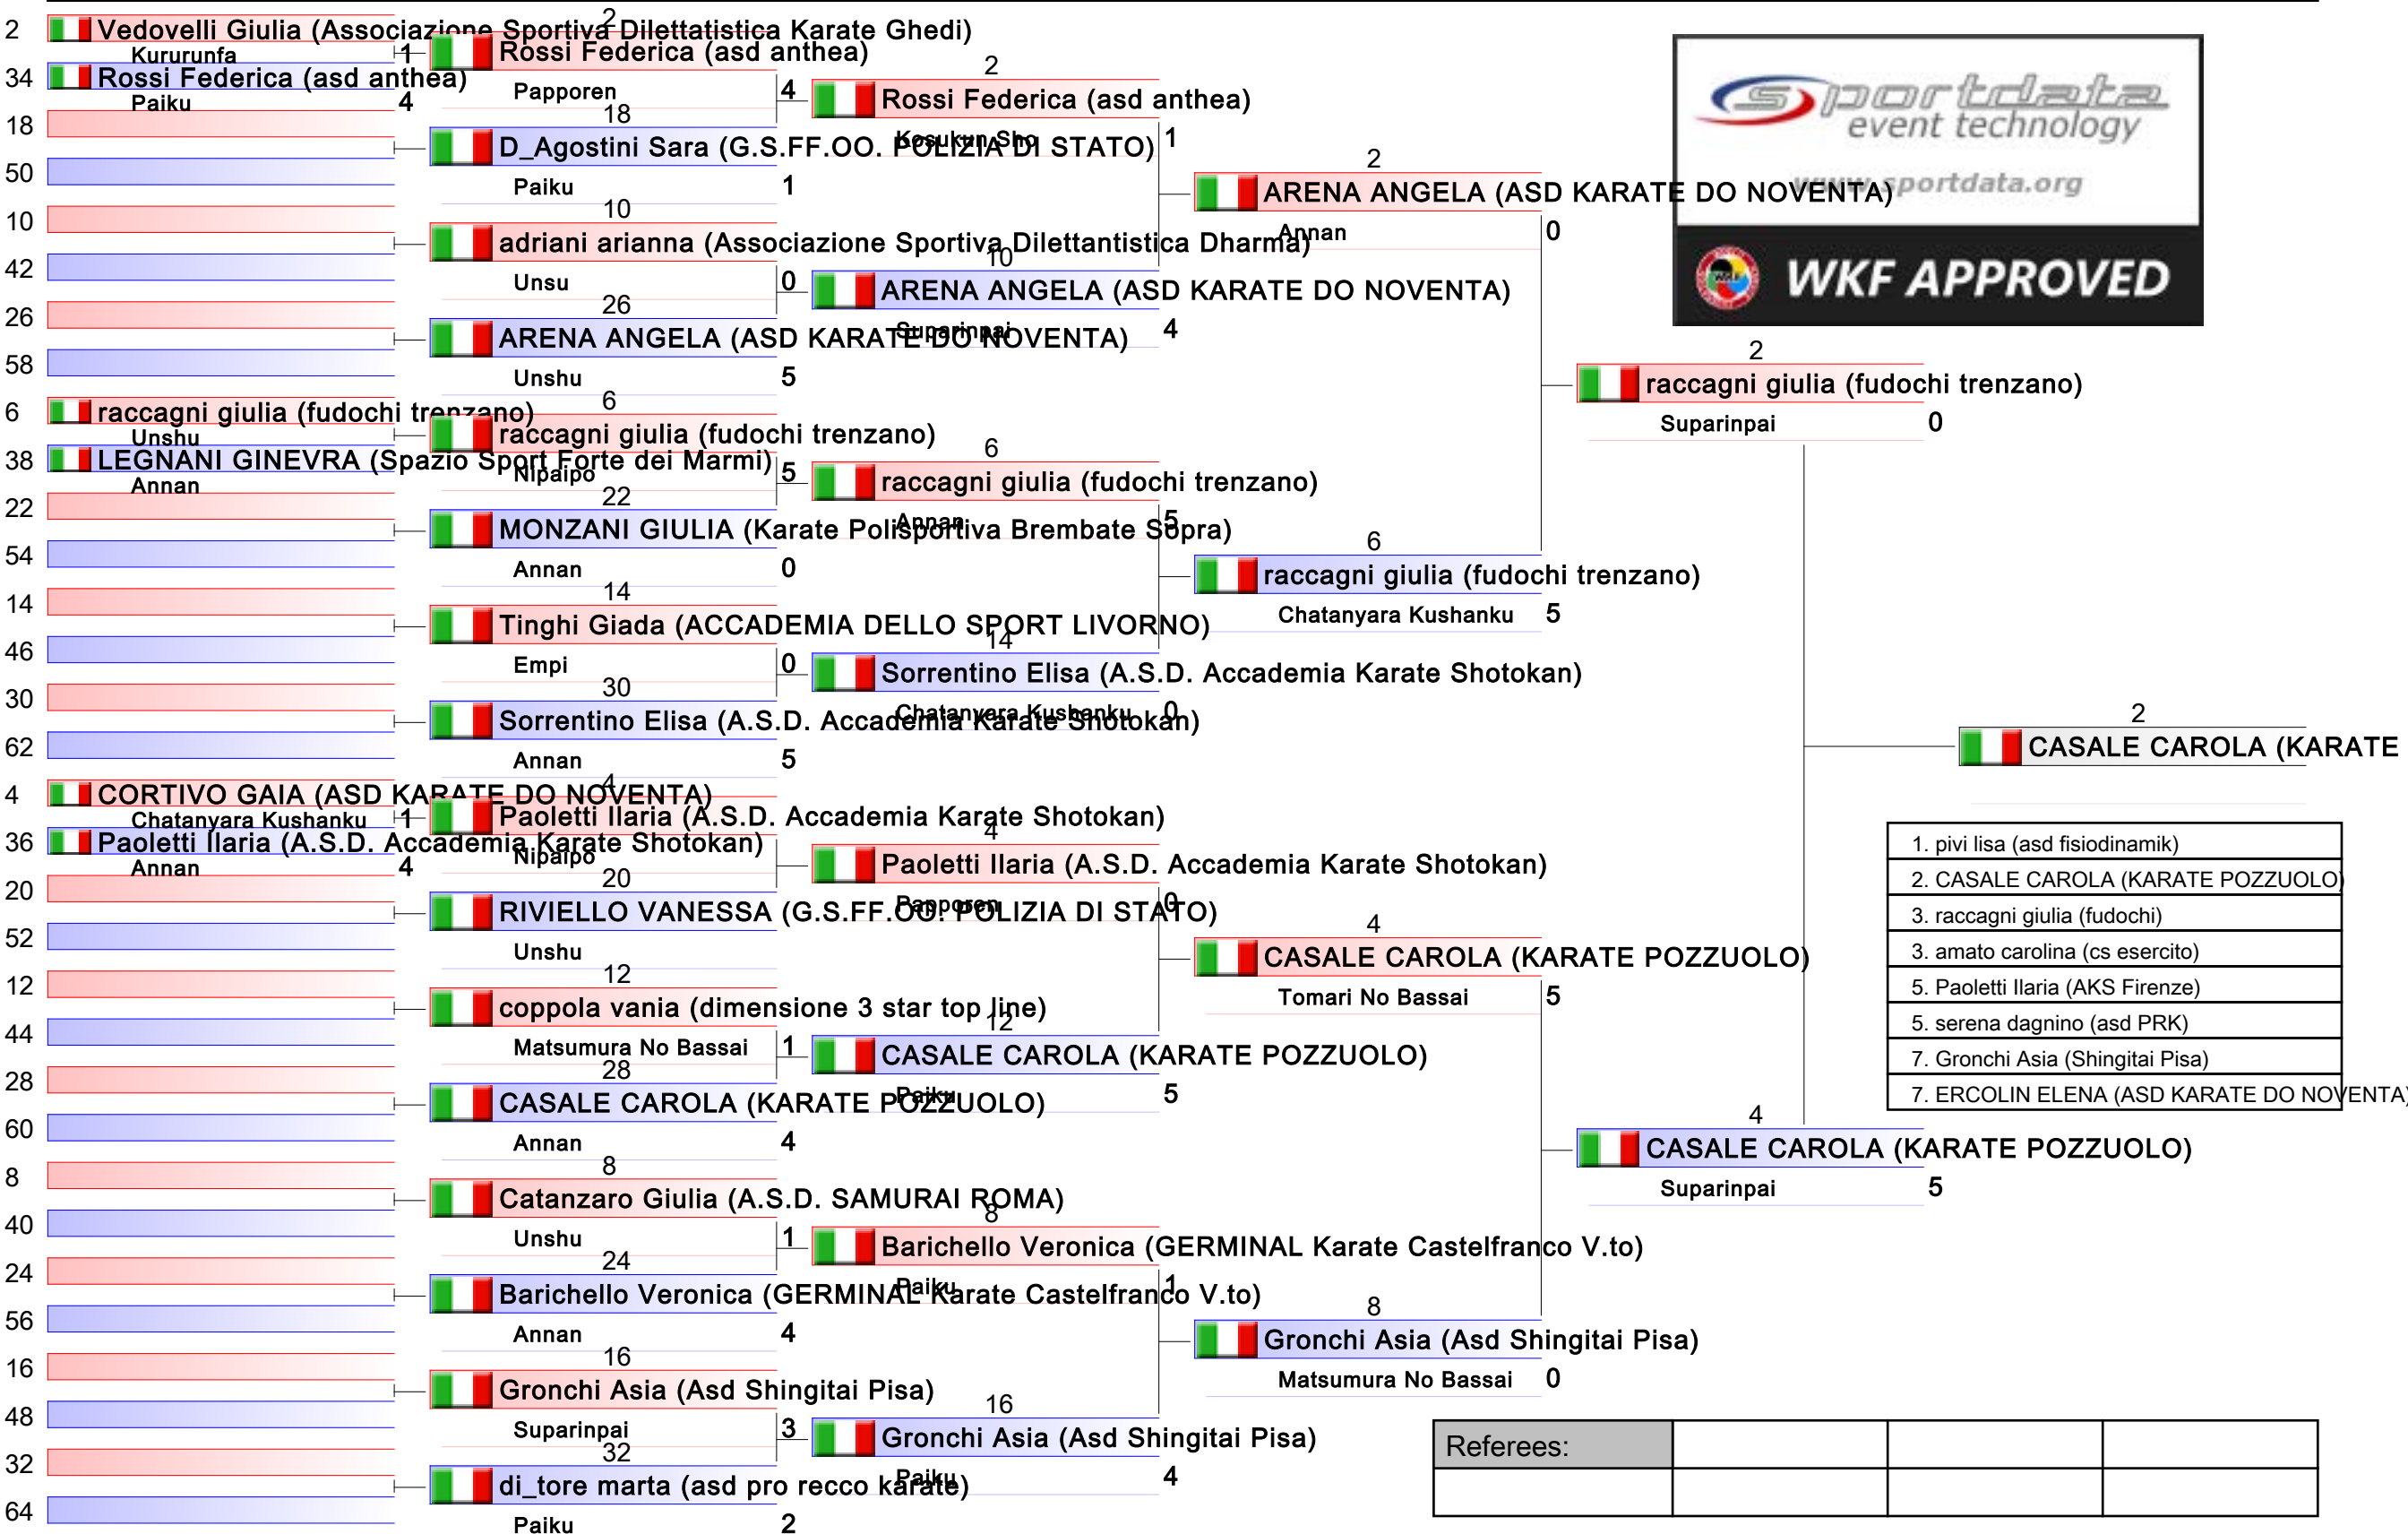 2
Vedovelli Giulia (Associazione Sportiva Dilettatistica Karate Ghedi)
Kururunfa
1
34
Rossi Federica (asd anthea)
Paiku
4
18
50
10
42
26
58
6
raccagni giulia (fudochi trenzano)
Unshu
38
LEGNANI GINEVRA (Spazio Sport Forte dei Marmi)
Annan
22
54
14
46
30
62
4
CORTIVO GAIA (ASD KARATE DO NOVENTA)
Chatanyara Kushanku
1
36
Paoletti Ilaria (A.S.D. Accademia Karate Shotokan)
Annan
4
20
52
12
44
28
60
8
40
24
56
16
48
32
64
2
Rossi Federica (asd anthea)
Papporen
4
18
D_Agostini Sara (G.S.FF.OO. POLIZIA DI STATO)
Paiku
1
10
adriani arianna (Associazione Sportiva Dilettantistica Dharma)
Unsu
0
26
ARENA ANGELA (ASD KARATE DO NOVENTA)
Unshu
5
6
raccagni giulia (fudochi trenzano)
Nipaipo
5
22
MONZANI GIULIA (Karate Polisportiva Brembate Sopra)
Annan
0
14
Tinghi Giada (ACCADEMIA DELLO SPORT LIVORNO)
Empi
0
30
Sorrentino Elisa (A.S.D. Accademia Karate Shotokan)
Annan
5
4
Paoletti Ilaria (A.S.D. Accademia Karate Shotokan)
Nipaipo
20
RIVIELLO VANESSA (G.S.FF.OO. POLIZIA DI STATO)
Unshu
12
coppola vania (dimensione 3 star top line)
Matsumura No Bassai
1
28
CASALE CAROLA (KARATE POZZUOLO)
Annan
4
8
Catanzaro Giulia (A.S.D. SAMURAI ROMA)
Unshu
1
24
Barichello Veronica (GERMINAL Karate Castelfranco V.to)
Annan
4
16
Gronchi Asia (Asd Shingitai Pisa)
Suparinpai
3
32
di_tore marta (asd pro recco karate)
Paiku
2
2
Rossi Federica (asd anthea)
Kosukun Sho
1
10
ARENA ANGELA (ASD KARATE DO NOVENTA)
Suparinpai
4
6
raccagni giulia (fudochi trenzano)
Annan
5
14
Sorrentino Elisa (A.S.D. Accademia Karate Shotokan)
Chatanyara Kushanku
0
4
Paoletti Ilaria (A.S.D. Accademia Karate Shotokan)
Papporen
0
12
CASALE CAROLA (KARATE POZZUOLO)
Paiku
5
8
Barichello Veronica (GERMINAL Karate Castelfranco V.to)
Paiku
1
16
Gronchi Asia (Asd Shingitai Pisa)
Paiku
4
2
ARENA ANGELA (ASD KARATE DO NOVENTA)
Annan
0
6
raccagni giulia (fudochi trenzano)
Chatanyara Kushanku
5
4
CASALE CAROLA (KARATE POZZUOLO)
Tomari No Bassai
5
8
Gronchi Asia (Asd Shingitai Pisa)
Matsumura No Bassai
0
sportdata
event technology
www.sportdata.org
WKF APPROVED
2
raccagni giulia (fudochi trenzano)
Suparinpai
0
4
CASALE CAROLA (KARATE POZZUOLO)
Suparinpai
5
2
CASALE CAROLA (KARATE
1. pivi lisa (asd fisiodinamik)
2. CASALE CAROLA (KARATE POZZUOLO)
3. raccagni giulia (fudochi)
3. amato carolina (cs esercito)
5. Paoletti Ilaria (AKS Firenze)
5. serena dagnino (asd PRK)
7. Gronchi Asia (Shingitai Pisa)
7. ERCOLIN ELENA (ASD KARATE DO NOVENTA)
Referees: